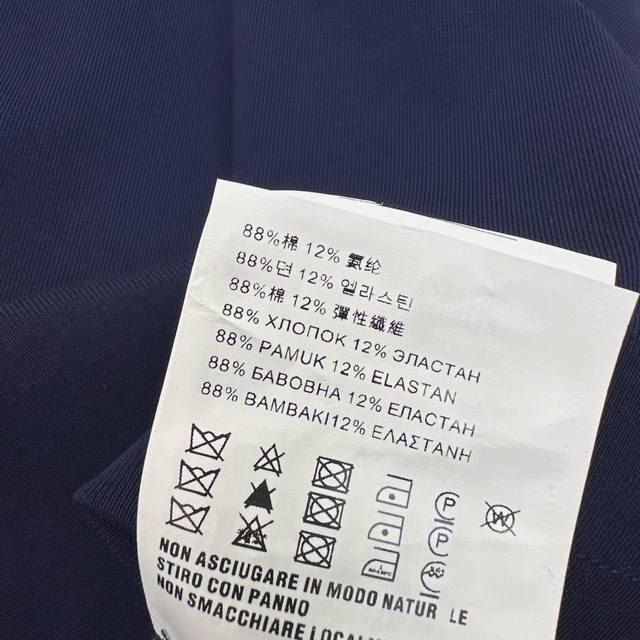 88%棉 12% 氨纶
88%면 12% 엘라스틴
88%棉 12% 彈性纖維
88% ХЛОПОК 12% ЭЛАСТАН
88% PAMUK 12% ELASTAN
88% БАВОВНА 12% ЕЛАСТАН
88% BAMBAKI12% ΕΛΑΣΤΑΝΗ
P
P
W
NON ASCIUGARE IN MODO NATUR LE
STIRO CON PANNO
NON SMACCHIARE